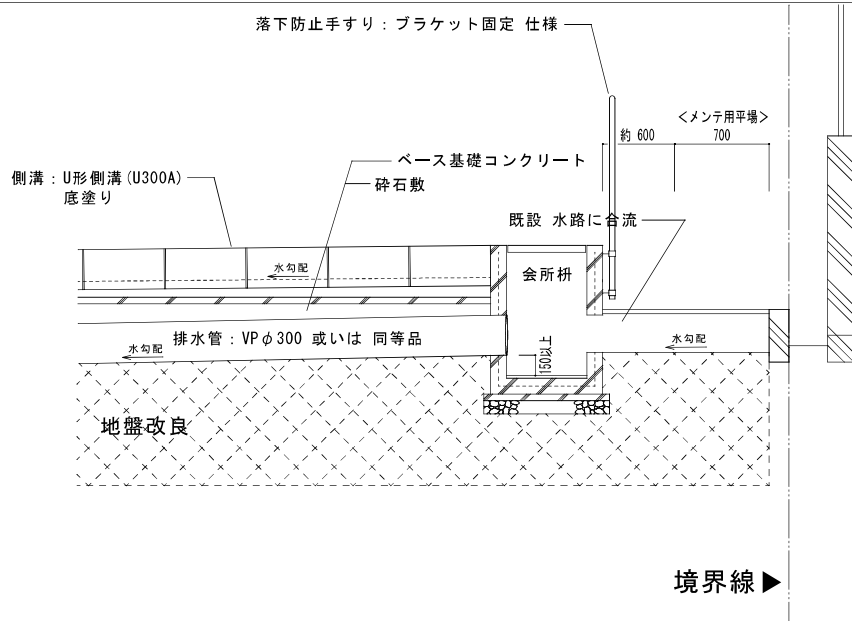 落下防止手すり：ブラケット固定 仕様
＜メンテ用平場＞
約 600
700
ベース基礎コンクリート
側溝：U形側溝(U300A)
底塗り
砕石敷
既設 水路に合流
水勾配
会所枡
排水管：VPφ300 或いは 同等品
水勾配
水勾配
150以上
地盤改良
境界線▶